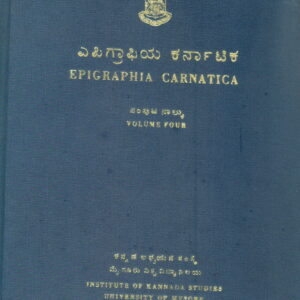 ಎಪಿಗ್ರಾಫಿಯ ಕರ್ನಾಟಿಕ
EPIGRAPHIA CARNATICA
ಸಂಪುಟ ನಾಲ್ಕು
VOLUME FOUR
ಕನ್ನಡ ಅಧ್ಯಯನ ಸಂಸ್ಥೆ
ಮೈಸೂರು ವಿಶ್ವವಿದ್ಯಾನಿಲಯ
INSTITUTE OF KANNADA STUDIES
UNIVERSITY OF MYSORE